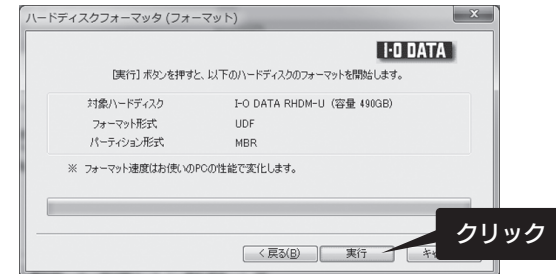 ハードディスクフォーマッタ (フォーマット)
I-O DATA
[実行] ボタンを押すと、以下のハードディスクのフォーマットを開始します。
対象ハードディスク I-O DATA RHDM-U (容量 490GB)
フォーマット形式 UDF
パーティション形式 MBR
※ フォーマット速度はお使いのPCの性能で変化します。
クリック
< 戻る(B) 実行